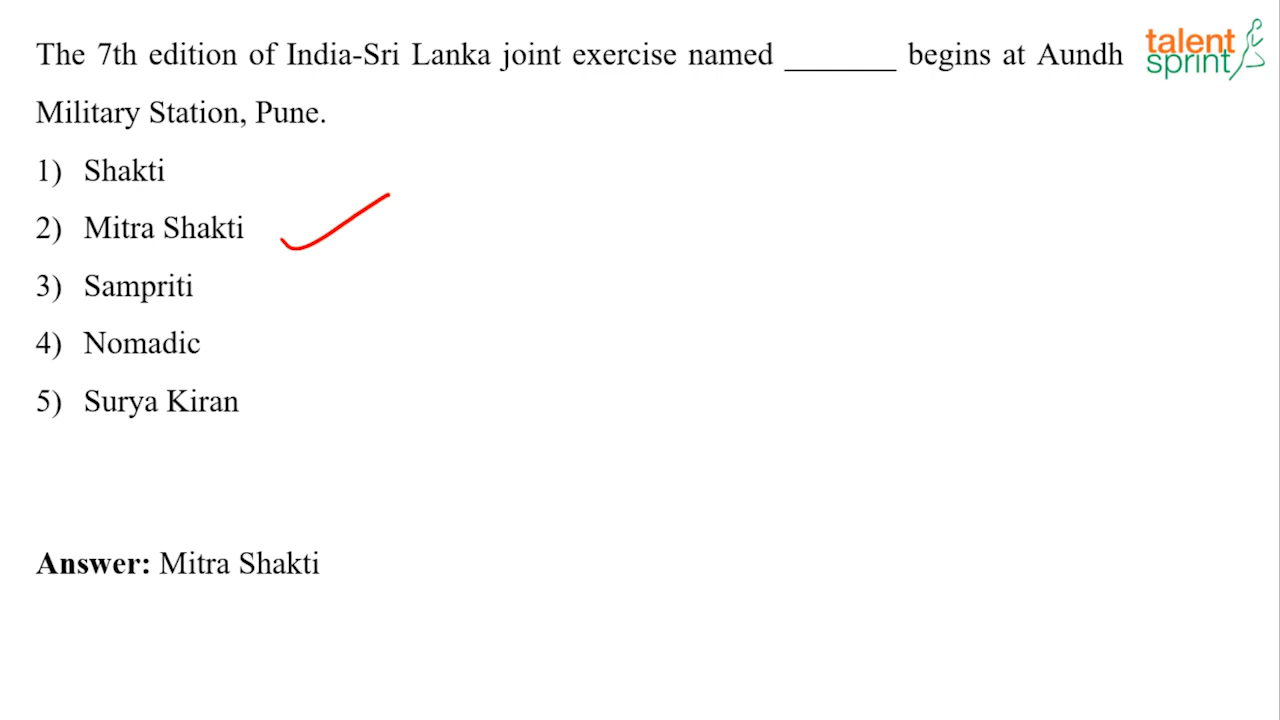 The 7th edition of India-Sri Lanka joint exercise named _______ begins at Aundh
Military Station, Pune.
1) Shakti
2) Mitra Shakti
3) Sampriti
4) Nomadic
5) Surya Kiran
Answer: Mitra Shakti
talent
sprint